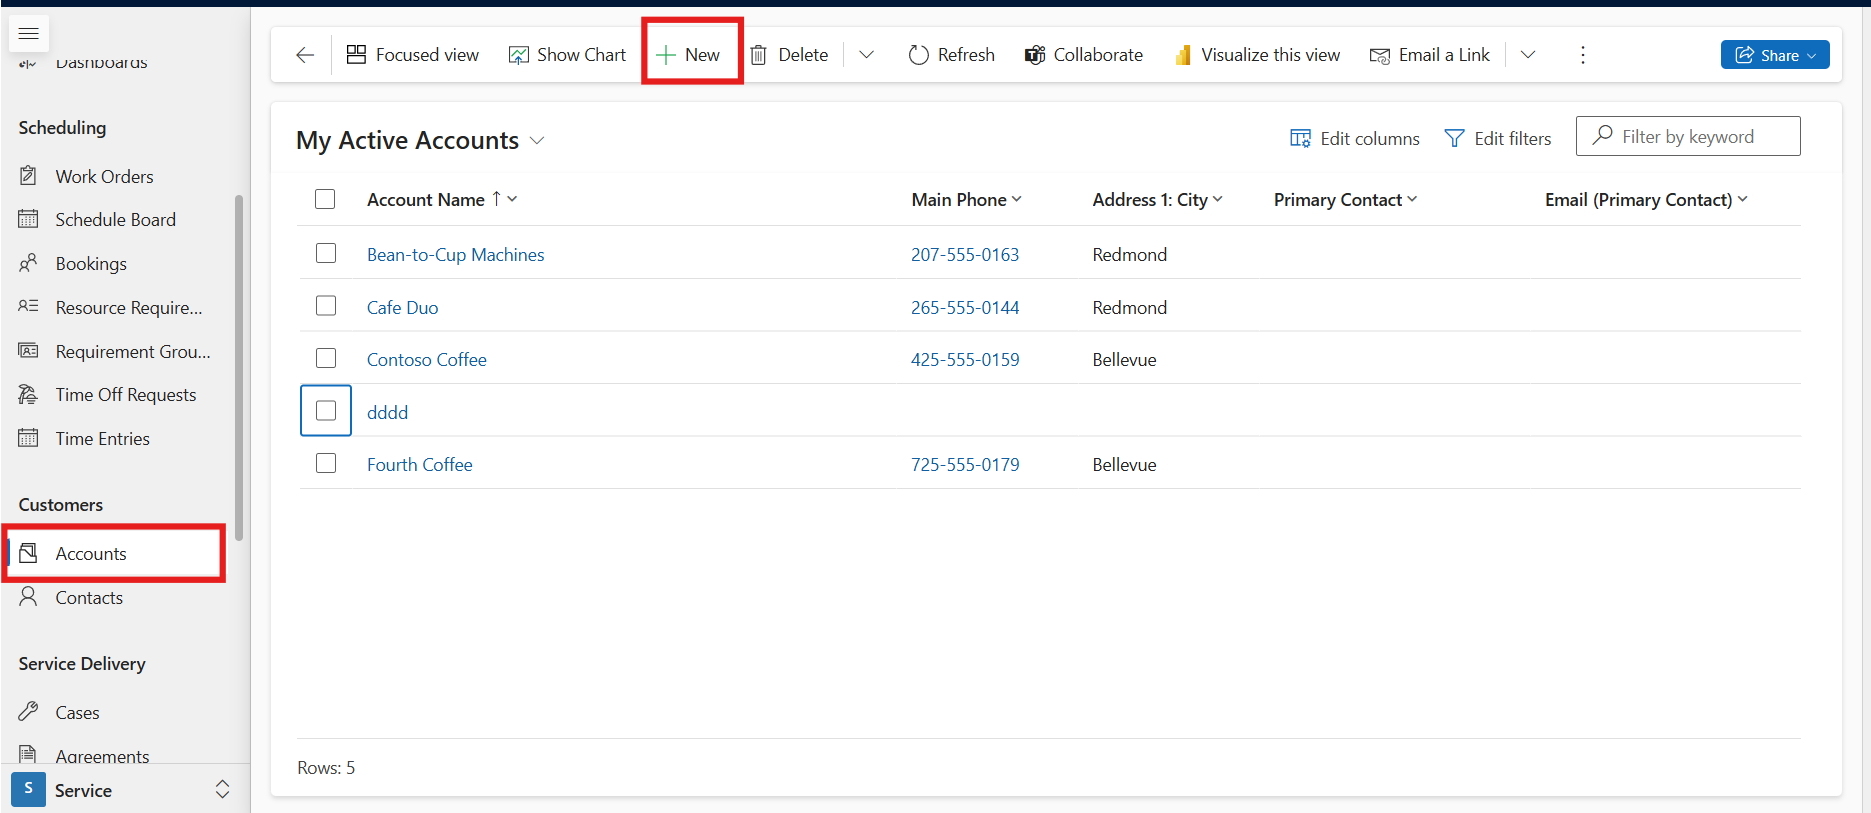 Dashboards
Scheduling
Work Orders
Schedule Board
Bookings
Resource Require...
Requirement Grou...
Time Off Requests
Time Entries
Customers
Accounts
Contacts
Service Delivery
Cases
Agreements
S Service
Focused view Show Chart New Delete Refresh Collaborate Visualize this view Email a Link Share
My Active Accounts Edit columns Edit filters Filter by keyword
Account Name Main Phone Address 1: City Primary Contact Email (Primary Contact)
Bean-to-Cup Machines 207-555-0163 Redmond
Cafe Duo 265-555-0144 Redmond
Contoso Coffee 425-555-0159 Bellevue
dddd
Fourth Coffee 725-555-0179 Bellevue
Rows: 5